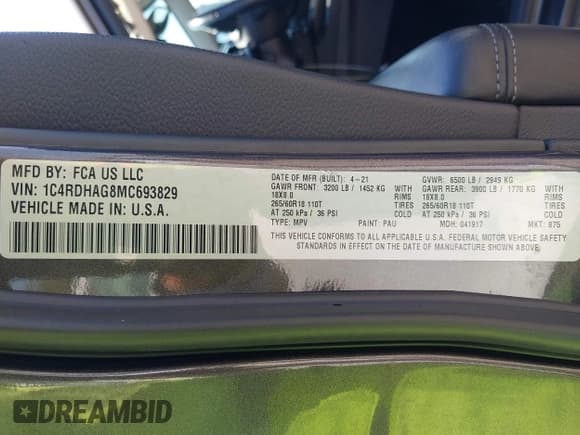 MFD BY: FCA US LLC
VIN: 1C4RDHAG8MC693829
VEHICLE MADE IN: U.S.A.
DATE OF MFR (BUILT): 4-21 GVWR: 6500 LB / 2949 KG
GAWR FRONT: 3200 LB / 1452 KG WITH GAWR REAR: 3900 LB / 1770 KG WITH
18X8.0 RIMS 18X8.0 RIMS
265/60R18 110T TIRES 265/60R18 110T TIRES
AT 250 kPa / 36 PSI COLD AT 250 kPa / 36 PSI COLD
TYPE: MPV PAINT: PAU MDH: 041917 MKT: 875
THIS VEHICLE CONFORMS TO ALL APPLICABLE U.S.A. FEDERAL MOTOR VEHICLE SAFETY
STANDARDS IN EFFECT ON THE DATE OF MANUFACTURE SHOWN ABOVE.
DREAMBID